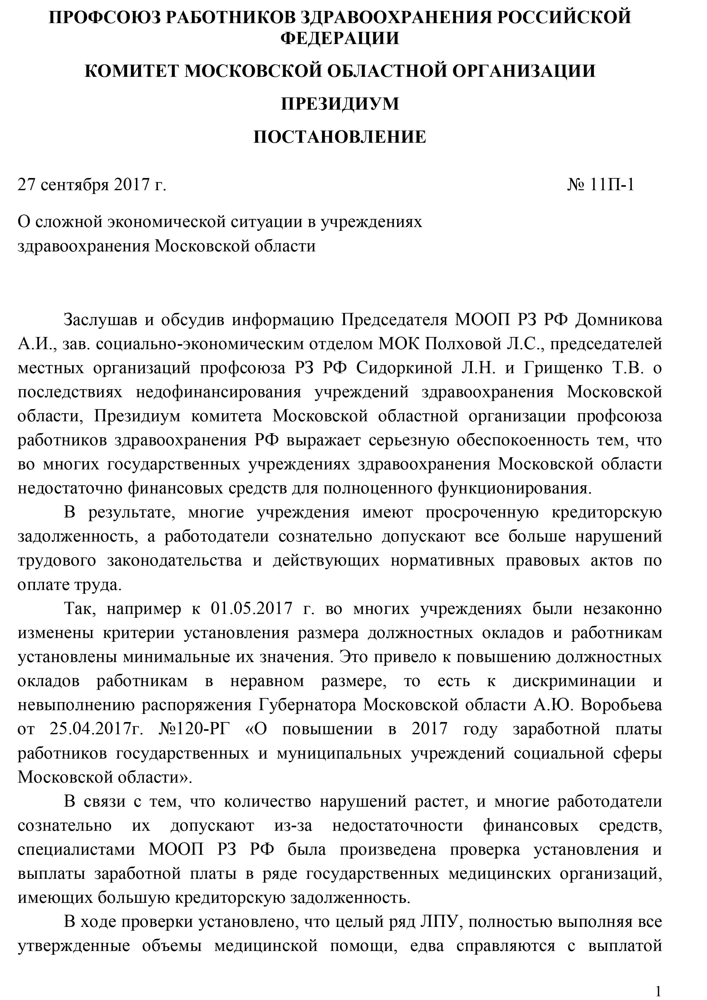 ПРОФСОЮЗ РАБОТНИКОВ ЗДРАВООХРАНЕНИЯ РОССИЙСКОЙ
ФЕДЕРАЦИИ
КОМИТЕТ МОСКОВСКОЙ ОБЛАСТНОЙ ОРГАНИЗАЦИИ
ПРЕЗИДИУМ
ПОСТАНОВЛЕНИЕ
27 сентября 2017 г. № 11П-1
О сложной экономической ситуации в учреждениях
здравоохранения Московской области
Заслушав и обсудив информацию Председателя МООП РЗ РФ Домникова
А.И., зав. социально-экономическим отделом МОК Полховой Л.С., председателей
местных организаций профсоюза РЗ РФ Сидоркиной Л.Н. и Грищенко Т.В. о
последствиях недофинансирования учреждений здравоохранения Московской
области, Президиум комитета Московской областной организации профсоюза
работников здравоохранения РФ выражает серьезную обеспокоенность тем, что
во многих государственных учреждениях здравоохранения Московской области
недостаточно финансовых средств для полноценного функционирования.
В результате, многие учреждения имеют просроченную кредиторскую
задолженность, а работодатели сознательно допускают все больше нарушений
трудового законодательства и действующих нормативных правовых актов по
оплате труда.
Так, например к 01.05.2017 г. во многих учреждениях были незаконно
изменены критерии установления размера должностных окладов и работникам
установлены минимальные их значения. Это привело к повышению должностных
окладов работникам в неравном размере, то есть к дискриминации и
невыполнению распоряжения Губернатора Московской области А.Ю. Воробьева
от 25.04.2017г. №120-РГ «О повышении в 2017 году заработной платы
работников государственных и муниципальных учреждений социальной сферы
Московской области».
В связи с тем, что количество нарушений растет, и многие работодатели
сознательно их допускают из-за недостаточности финансовых средств,
специалистами МООП РЗ РФ была произведена проверка установления и
выплаты заработной платы в ряде государственных медицинских организаций,
имеющих большую кредиторскую задолженность.
В ходе проверки установлено, что целый ряд ЛПУ, полностью выполняя все
утвержденные объемы медицинской помощи, едва справляются с выплатой
1